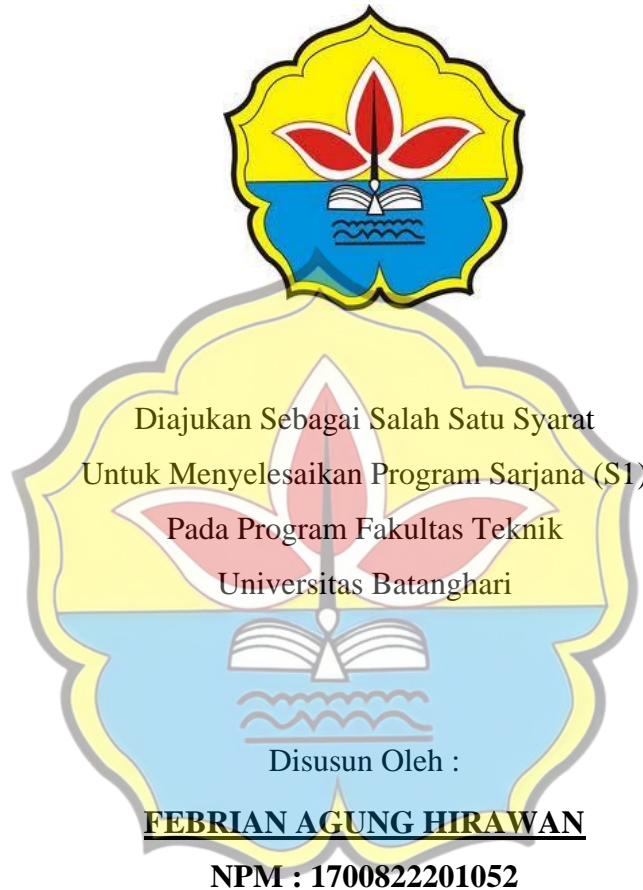 Diajukan Sebagai Salah Satu Syarat
Untuk Menyelesaikan Program Sarjana (S1)
Pada Program Fakultas Teknik
Universitas Batanghari
Disusun Oleh :
FEBRIAN AGUNG HIRAWAN
NPM : 1700822201052